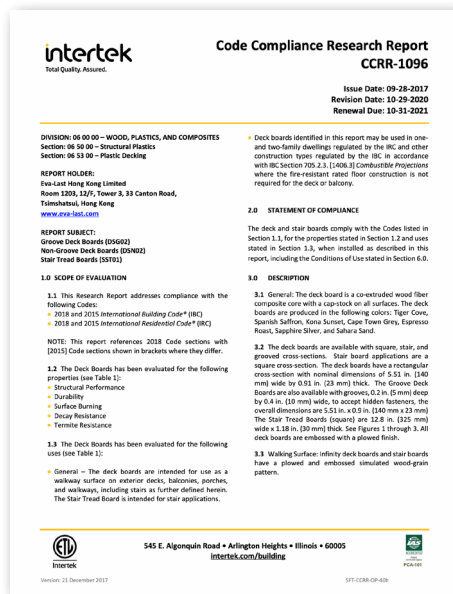 intertek
Total Quality. Assured.
Code Compliance Research Report
CCRR-1096
Issue Date: 09-28-2017
Revision Date: 10-29-2020
Renewal Due: 10-31-2021
DIVISION: 06 00 00 – WOOD, PLASTICS, AND COMPOSITES
Section: 06 50 00 – Structural Plastics
Section: 06 53 00 – Plastic Decking
REPORT HOLDER:
Eva-Last Hong Kong Limited
Room 1203, 12/F, Tower 3, 33 Canton Road,
Tsimshatsui, Hong Kong
www.eva-last.com
REPORT SUBJECT:
Groove Deck Boards (DSG02)
Non-Groove Deck Boards (DSN02)
Stair Tread Boards (SST01)
1.0 SCOPE OF EVALUATION
1.1 This Research Report addresses compliance with the
following Codes:
• 2018 and 2015 International Building Code® (IBC)
• 2018 and 2015 International Residential Code® (IRC)
NOTE: This report references 2018 Code sections with
[2015] Code sections shown in brackets where they differ.
1.2 The Deck Boards has been evaluated for the following
properties (see Table 1):
• Structural Performance
• Durability
• Surface Burning
• Decay Resistance
• Termite Resistance
1.3 The Deck Boards has been evaluated for the following
uses (see Table 1):
• General – The deck boards are intended for use as a
walkway surface on exterior decks, balconies, porches,
and walkways, including stairs as further defined herein.
The Stair Tread Board is intended for stair applications.
• Deck boards identified in this report may be used in one-
and two-family dwellings regulated by the IRC and other
construction types regulated by the IBC in accordance
with IBC Section 705.2.3. [1406.3] Combustible Projections
where the fire-resistant rated floor construction is not
required for the deck or balcony.
2.0 STATEMENT OF COMPLIANCE
The deck and stair boards comply with the Codes listed in
Section 1.1, for the properties stated in Section 1.2 and uses
stated in Section 1.3, when installed as described in this
report, including the Conditions of Use stated in Section 6.0.
3.0 DESCRIPTION
3.1 General: The deck board is a co-extruded wood fiber
composite core with a cap-stock on all surfaces. The deck
boards are produced in the following colors: Tiger Cove,
Spanish Saffron, Kona Sunset, Cape Town Grey, Espresso
Roast, Sapphire Silver, and Sahara Sand.
3.2 The deck boards are available with square, stair, and
grooved cross-sections. Stair board applications are a
square cross-section. The deck boards have a rectangular
cross-section with nominal dimensions of 5.51 in. (140
mm) wide by 0.91 in. (23 mm) thick. The Groove Deck
Boards are also available with grooves, 0.2 in. (5 mm) deep
by 0.4 in. (10 mm) wide, to accept hidden fasteners, the
overall dimensions are 5.51 in. x 0.9 in. (140 mm x 23 mm)
The Stair Tread Boards (square) are 12.8 in. (325 mm)
wide x 1.18 in. (30 mm) thick. See Figures 1 through 3. All
deck boards are embossed with a plowed finish.
3.3 Walking Surface: Infinity deck boards and stair boards
have a plowed and embossed simulated wood-grain
pattern.
ETL
Intertek
545 E. Algonquin Road • Arlington Heights • Illinois • 60005
intertek.com/building
IAS
PCA-101
Version: 21 December 2017
SFT-CCRR-OP-40b